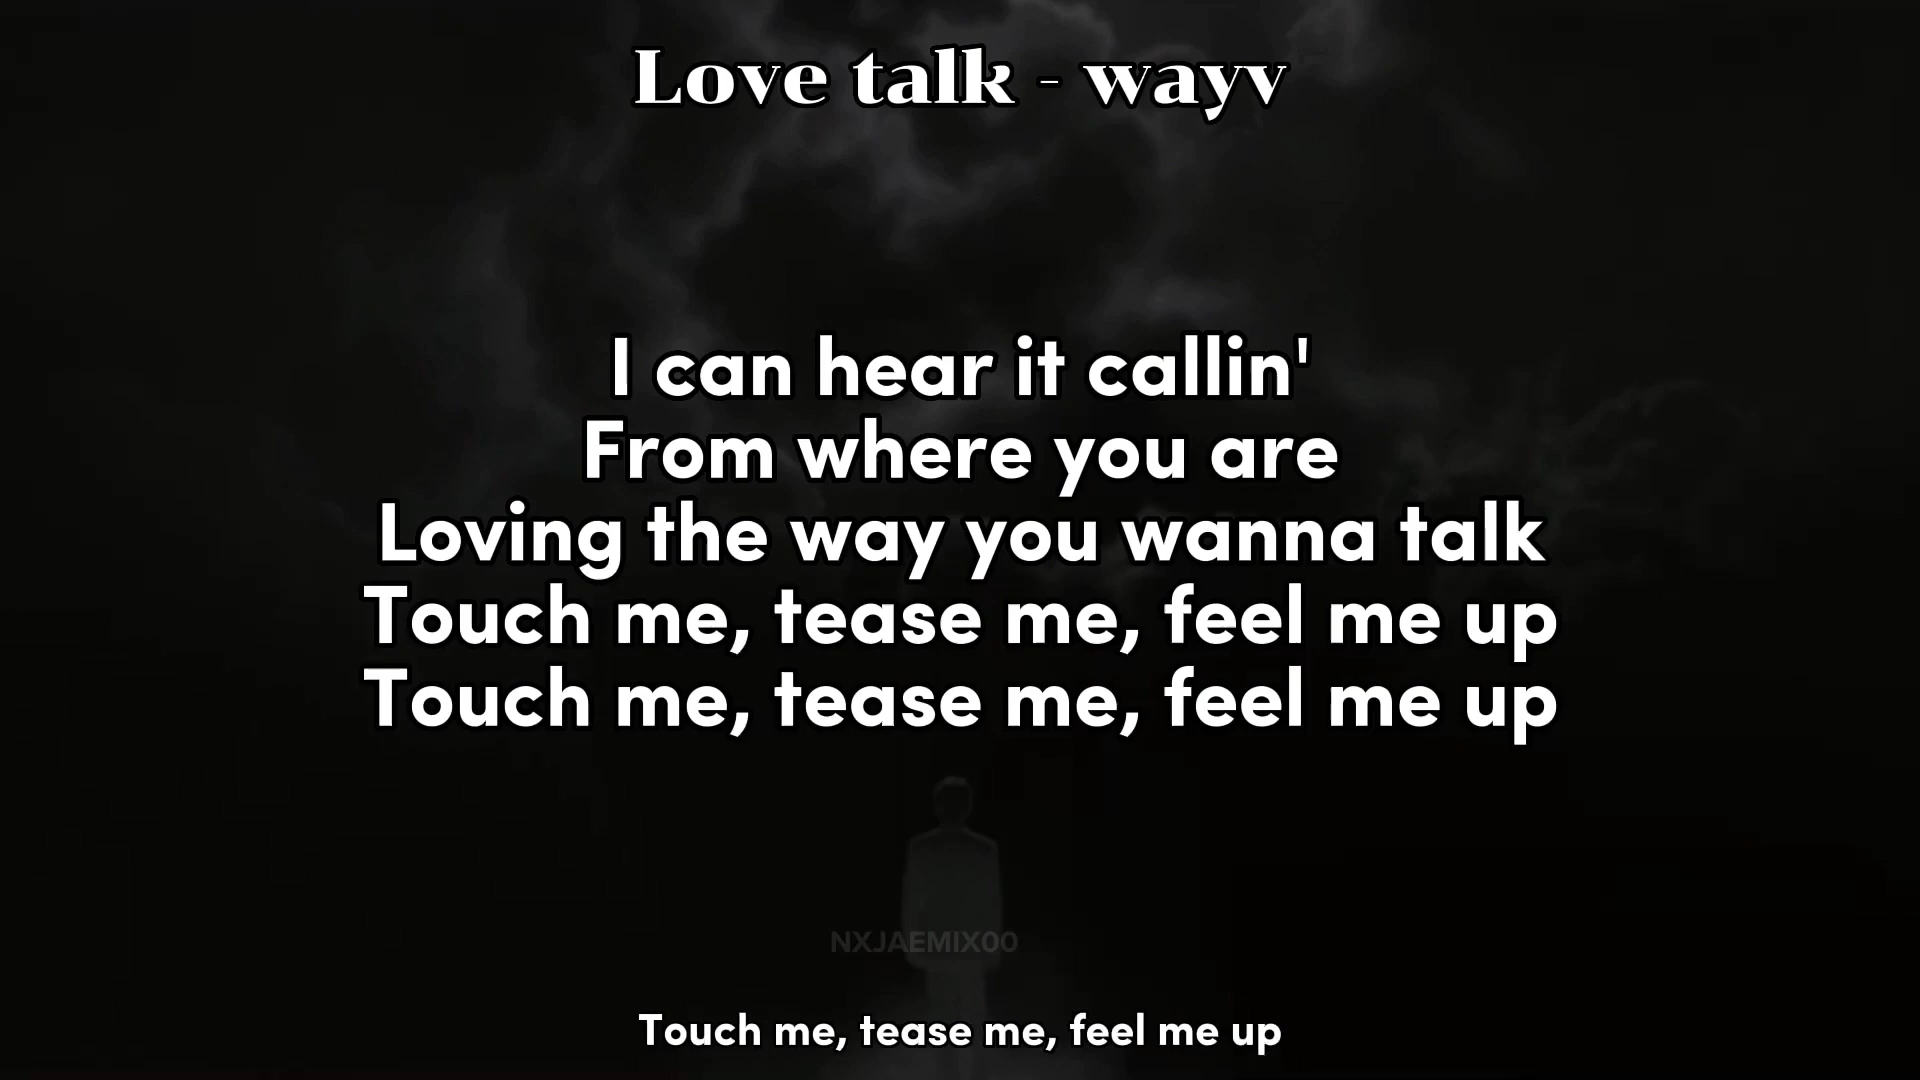 Love talk - wayv
I can hear it callin'
From where you are
Loving the way you wanna talk
Touch me, tease me, feel me up
Touch me, tease me, feel me up
NXJAEMIX00
Touch me, tease me, feel me up